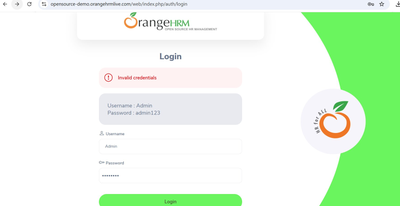 opensource-demo.orangehrmlive.com/web/index.php/auth/login
OrangeHRM
OPEN SOURCE HR MANAGEMENT
Login
Invalid credentials
Username : Admin
Password : admin123
Username
Admin
Password
Login
HR for All